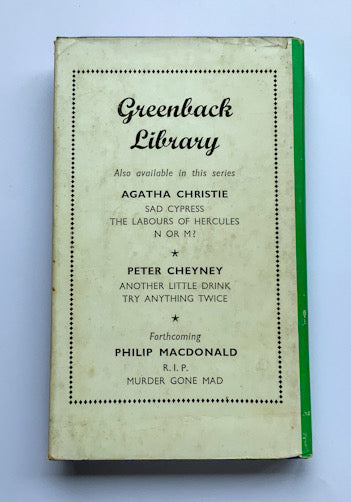 Greenback
Library
Also available in this series
AGATHA CHRISTIE
SAD CYPRESS
THE LABOURS OF HERCULES
N OR M?
★
PETER CHEYNEY
ANOTHER LITTLE DRINK
TRY ANYTHING TWICE
★
Forthcoming
PHILIP MACDONALD
R.I.P.
MURDER GONE MAD